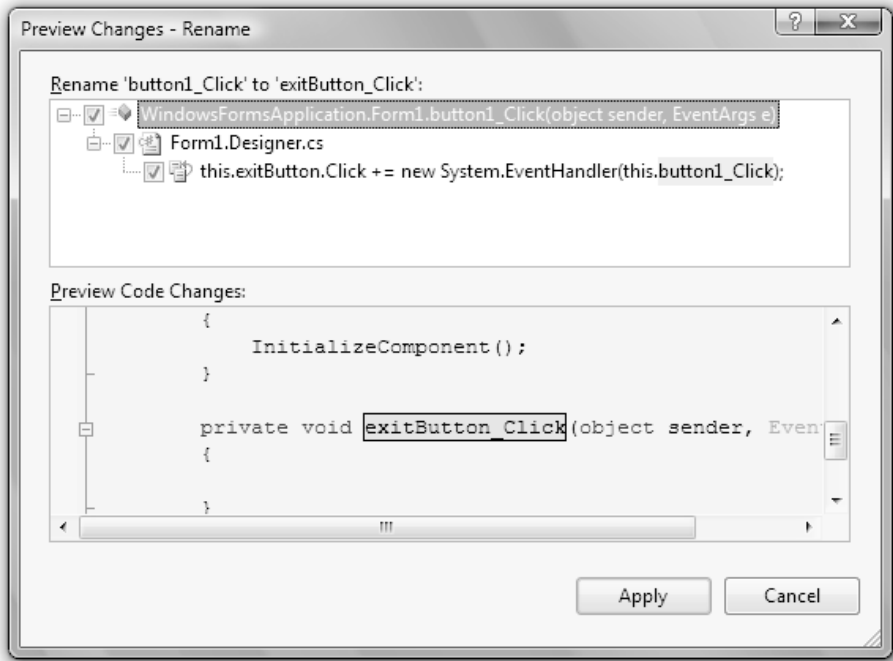 Preview Changes - Rename
Rename 'button1_Click' to 'exitButton_Click':
WindowsFormsApplication.Form1.button1_Click(object sender, EventArgs e)
Form1.Designer.cs
this.exitButton.Click += new System.EventHandler(this.button1_Click);
Preview Code Changes:
{
InitializeComponent();
}
private void exitButton_Click(object sender, Even
{
}
Apply Cancel